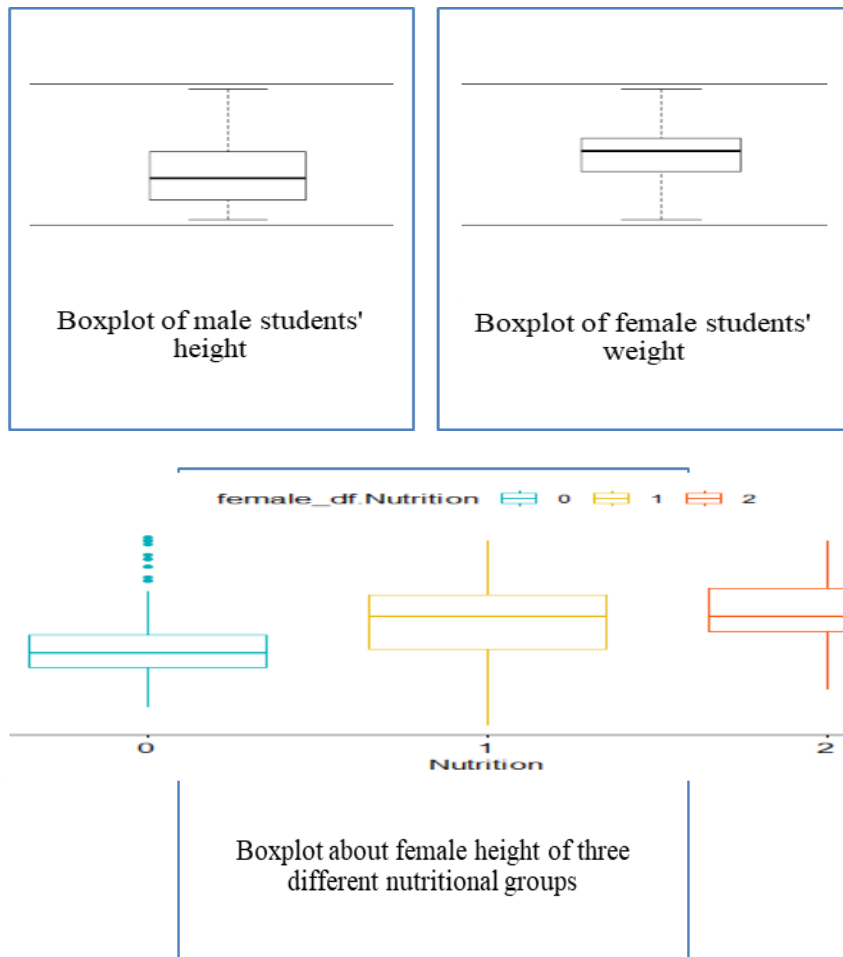 Boxplot of male students'
height
Boxplot of female students'
weight
female_df.Nutrition 0 1 2
0 1 2
Nutrition
Boxplot about female height of three
different nutritional groups